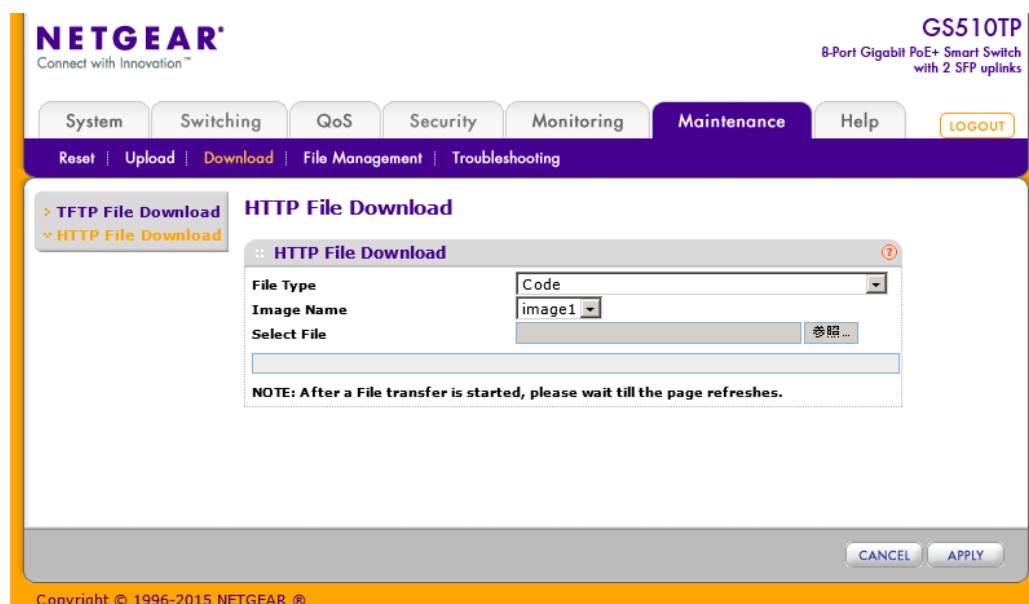 NETGEAR®
Connect with Innovation™
GS510TP
8-Port Gigabit PoE+ Smart Switch
with 2 SFP uplinks
System Switching QoS Security Monitoring Maintenance Help LOGOUT
Reset Upload Download File Management Troubleshooting
TFTP File Download
HTTP File Download
HTTP File Download
HTTP File Download ?
File Type Code
Image Name image1
Select File 参照...
NOTE: After a File transfer is started, please wait till the page refreshes.
CANCEL APPLY
Copyright © 1996-2015 NETGEAR ®